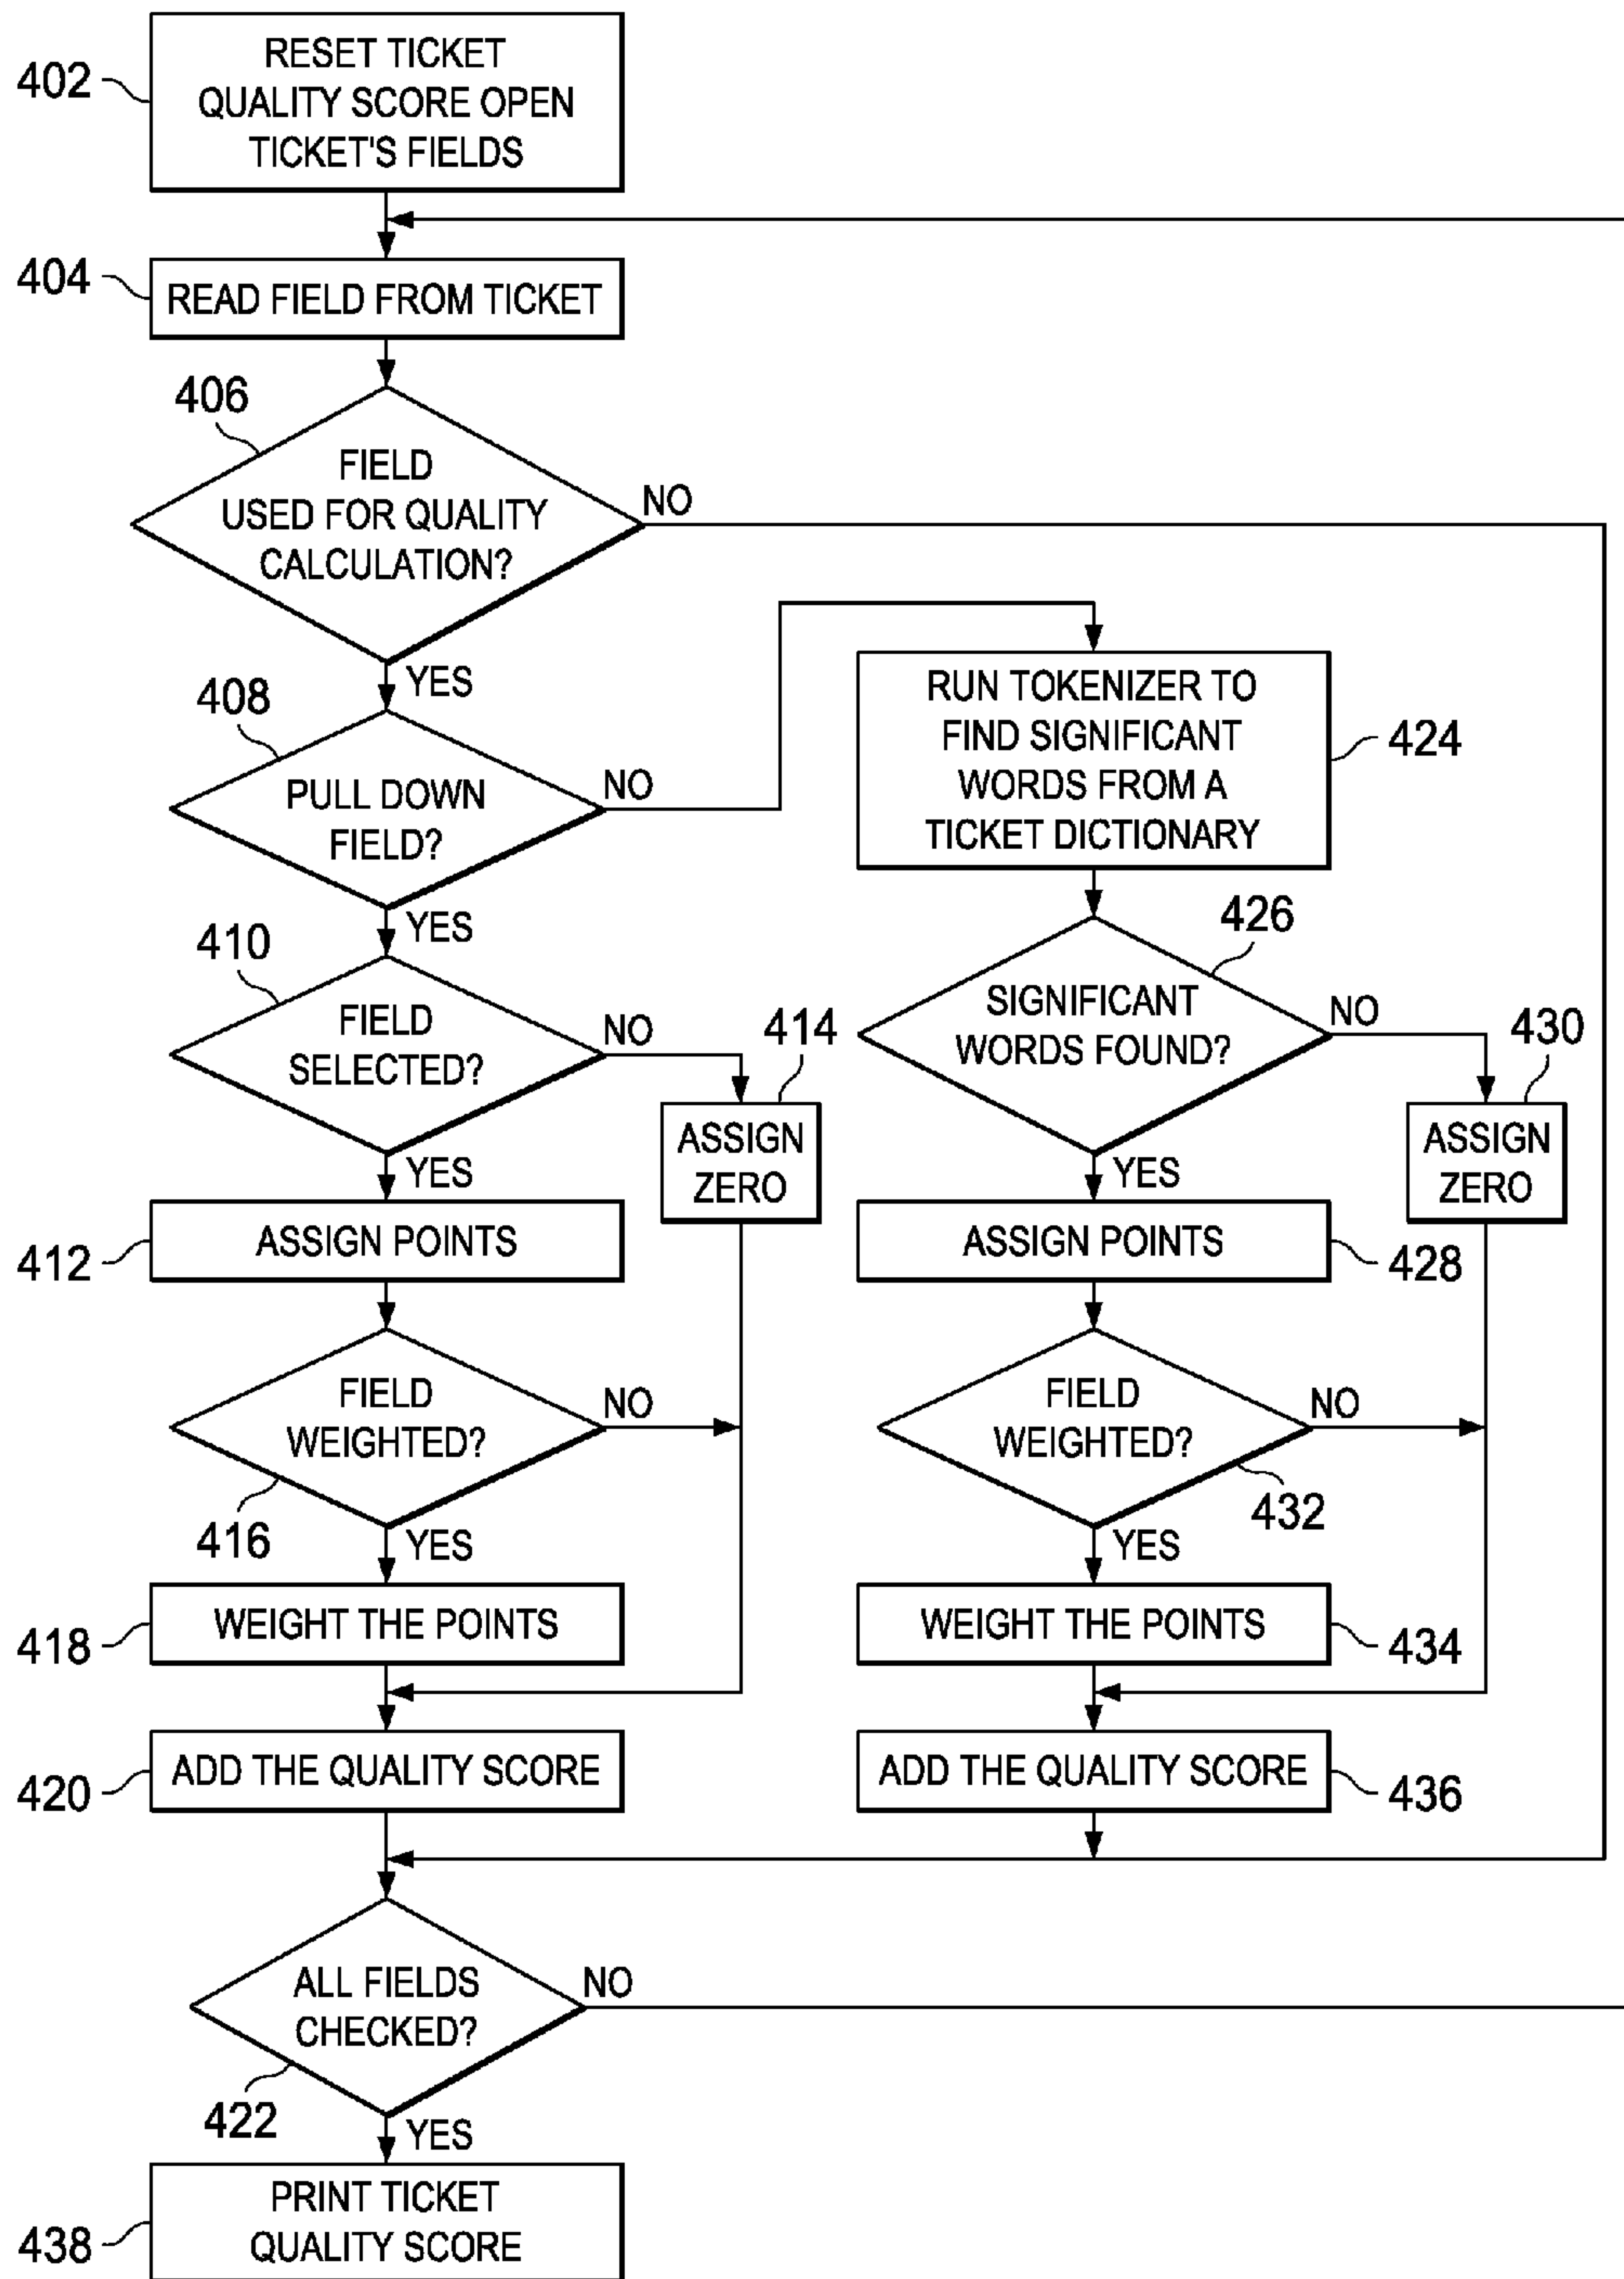 RESET TICKET
QUALITY SCORE OPEN
TICKET'S FIELDS
402
READ FIELD FROM TICKET
404
406
FIELD
USED FOR QUALITY
CALCULATION?
NO
YES
408
PULL DOWN
FIELD?
NO
YES
RUN TOKENIZER TO
FIND SIGNIFICANT
WORDS FROM A
TICKET DICTIONARY
424
410
FIELD
SELECTED?
NO
YES
414
ASSIGN
ZERO
426
SIGNIFICANT
WORDS FOUND?
NO
YES
430
ASSIGN
ZERO
ASSIGN POINTS
412
ASSIGN POINTS
428
FIELD
WEIGHTED?
NO
416
YES
FIELD
WEIGHTED?
NO
432
YES
WEIGHT THE POINTS
418
WEIGHT THE POINTS
434
ADD THE QUALITY SCORE
420
ADD THE QUALITY SCORE
436
ALL FIELDS
CHECKED?
NO
422
YES
PRINT TICKET
QUALITY SCORE
438